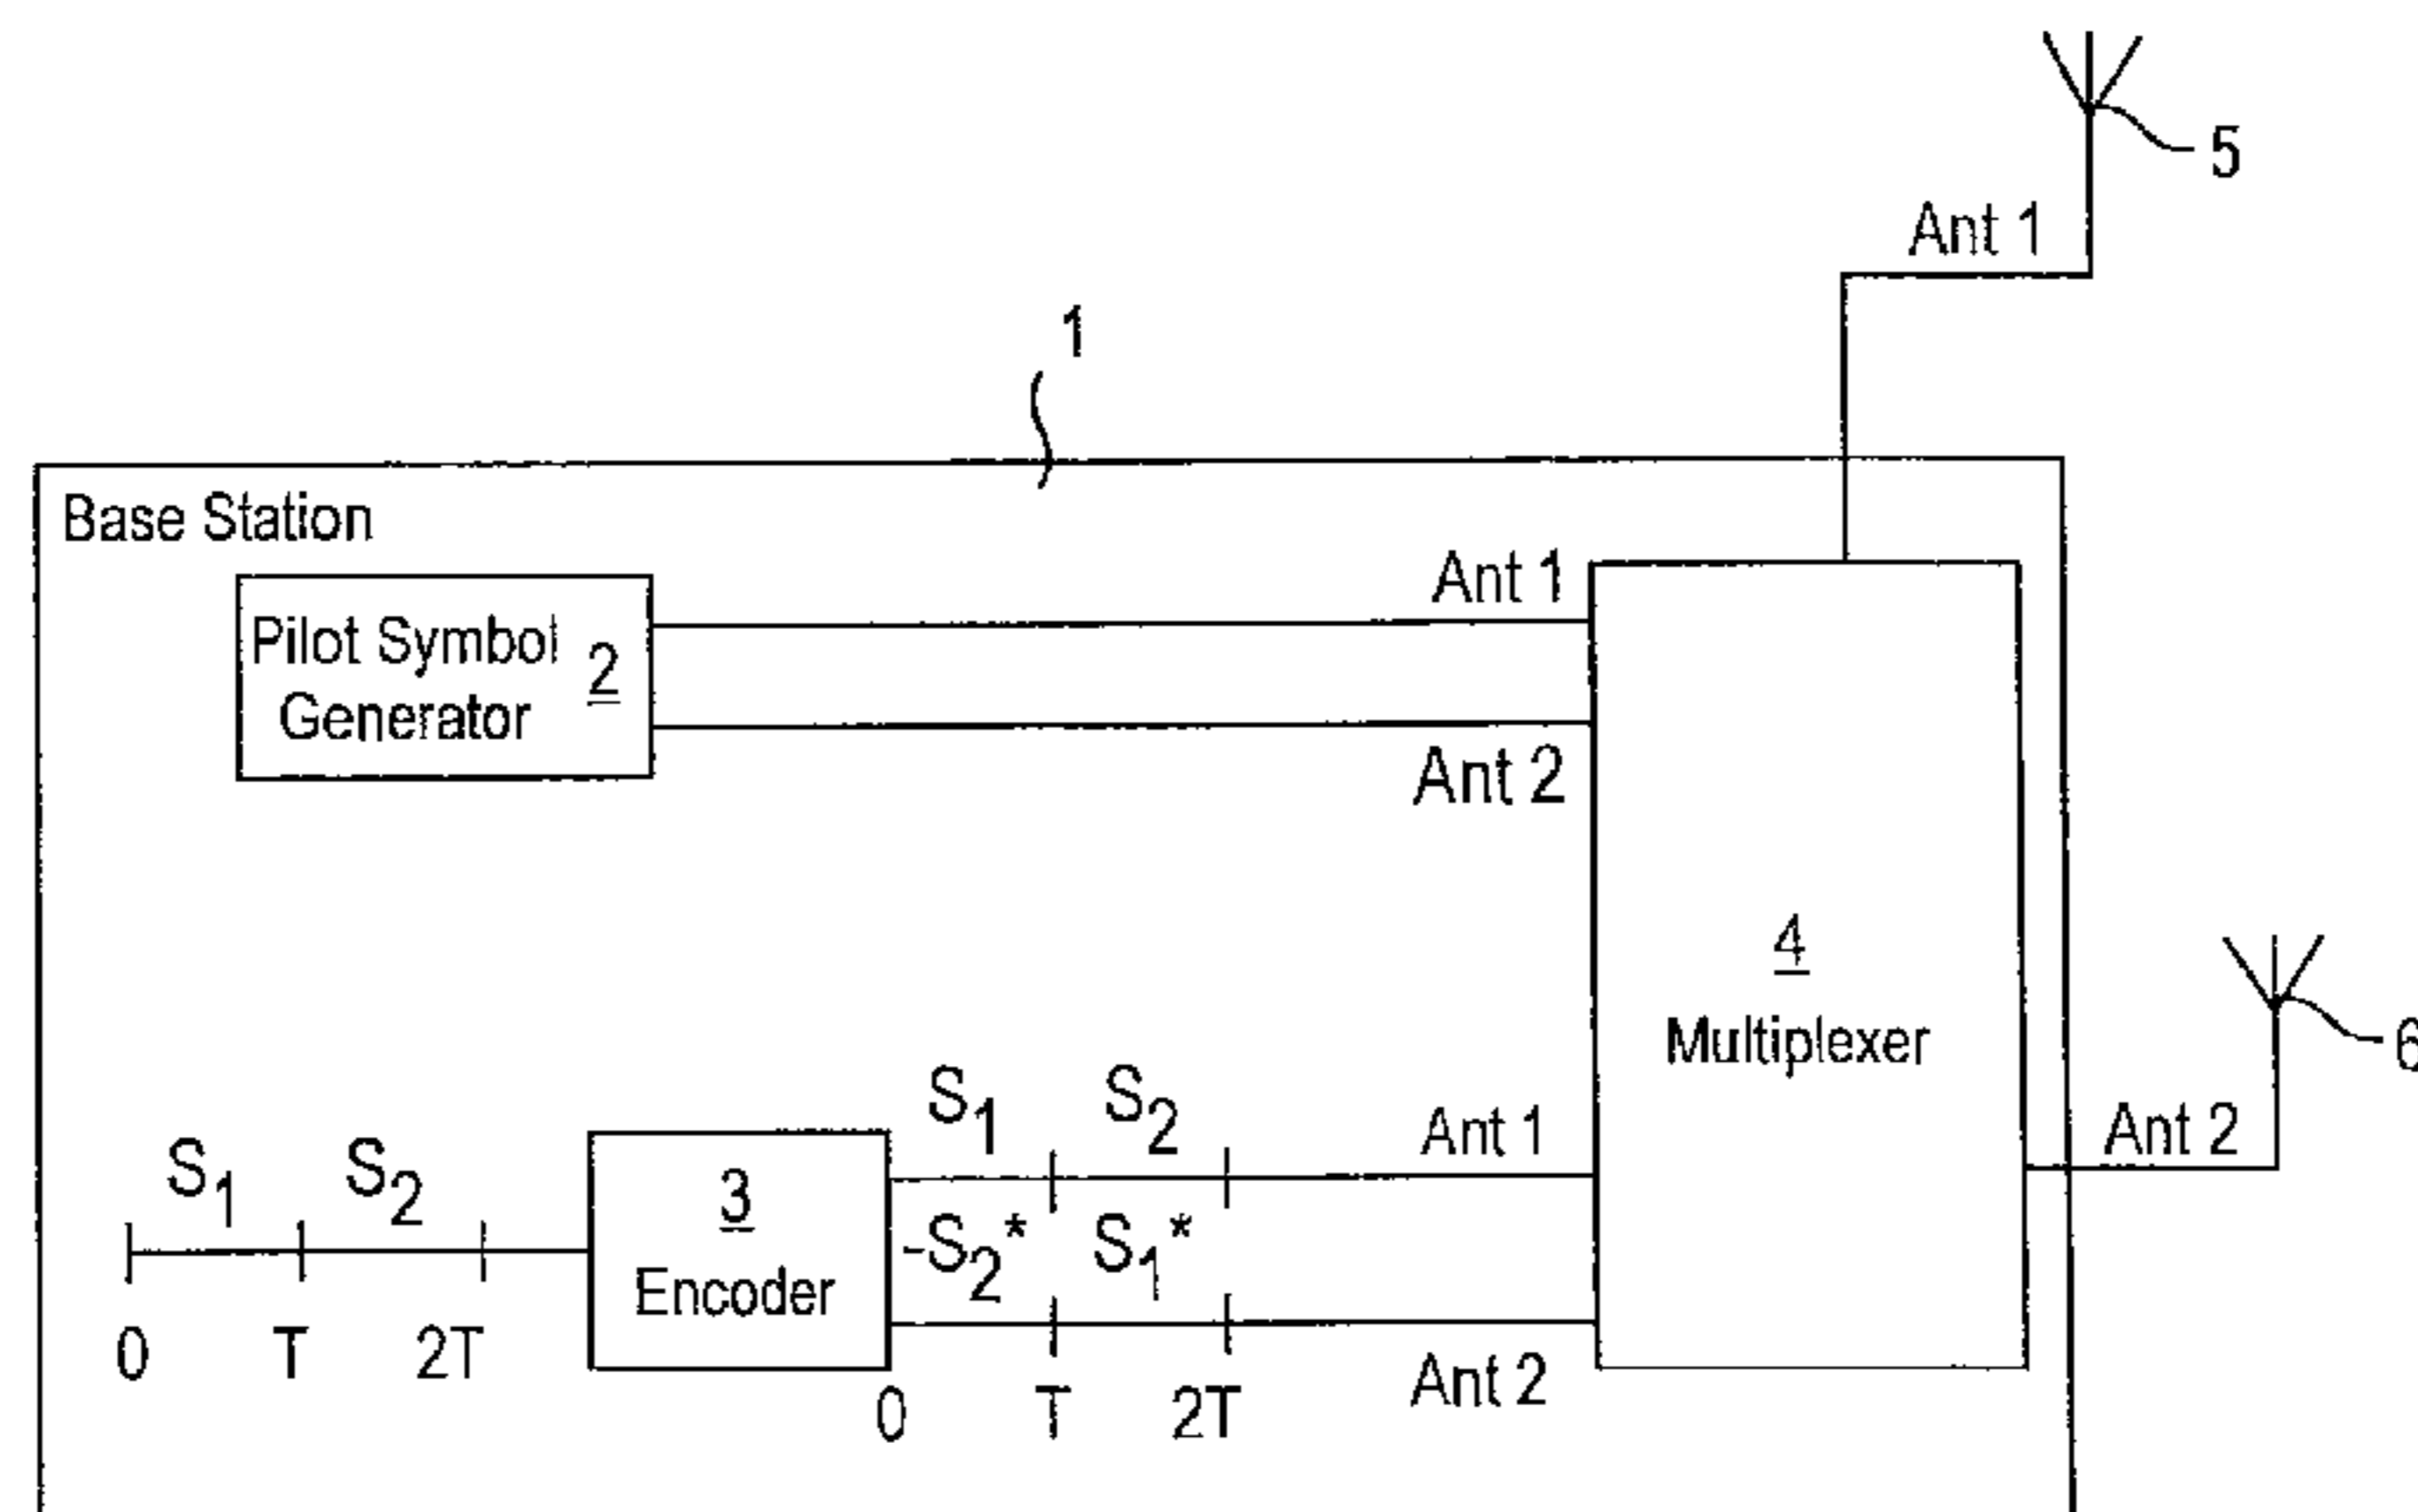 5
Ant 1
1
Base Station
Pilot Symbol
Generator
2
Ant 1
Ant 2
4
Multiplexer
6
Ant 2
S1 S2
0 T 2T
3
Encoder
S1 S2
-S2* S1*
0 T 2T
Ant 1
Ant 2